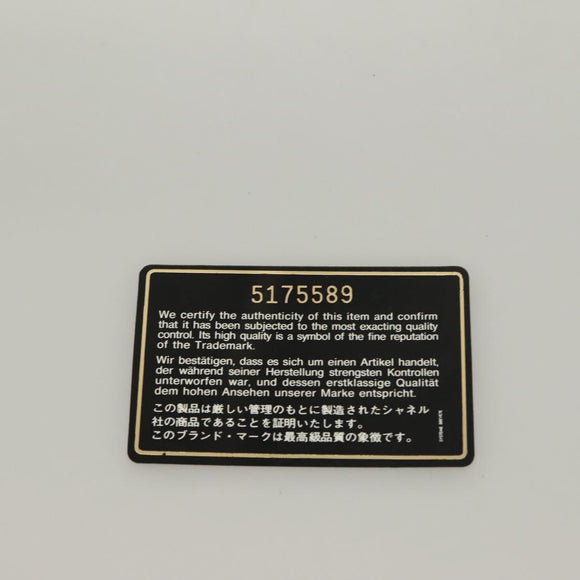 5175589
We certify the authenticity of this item and confirm
that it has been subjected to the most exacting quality
control. Its high quality is a symbol of the fine reputation
of the Trademark.
Wir bestätigen, dass es sich um einen Artikel handelt,
der während seiner Herstellung strengsten Kontrollen
unterworfen war, und dessen erstklassige Qualität
dem hohen Ansehen unserer Marke entspricht.
この製品は厳しい管理のもとに製造されたシャネル
社の商品であることを証明いたします。
このブランド・マークは最高級品質の象徴です。